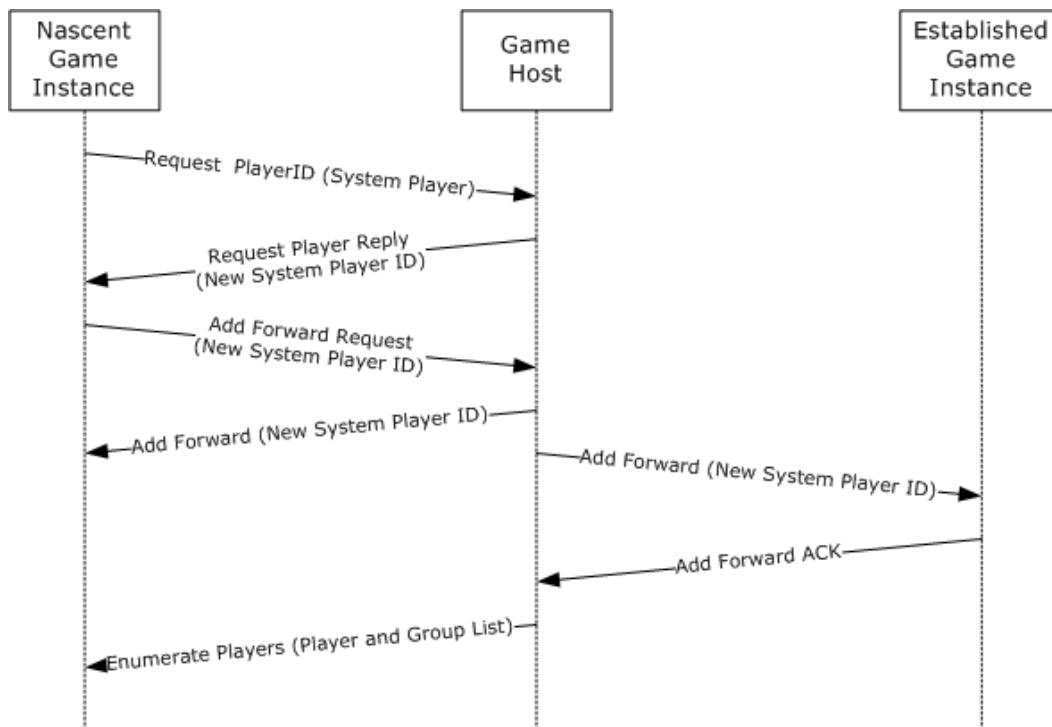 Nascent
Game
Instance
Game
Host
Established
Game
Instance
Request PlayerID (System Player)
Request Player Reply
(New System Player ID)
Add Forward Request
(New System Player ID)
Add Forward (New System Player ID)
Add Forward (New System Player ID)
Add Forward ACK
Enumerate Players (Player and Group List)